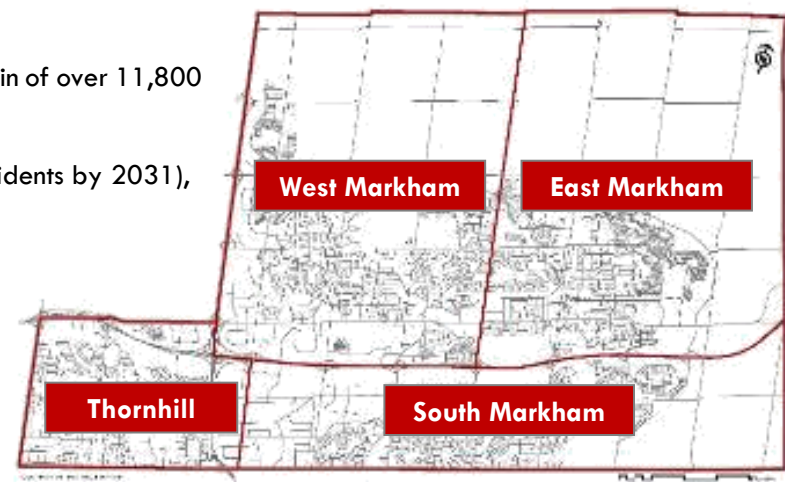 in of over 11,800
idents by 2031),
West Markham
East Markham
Thornhill
South Markham